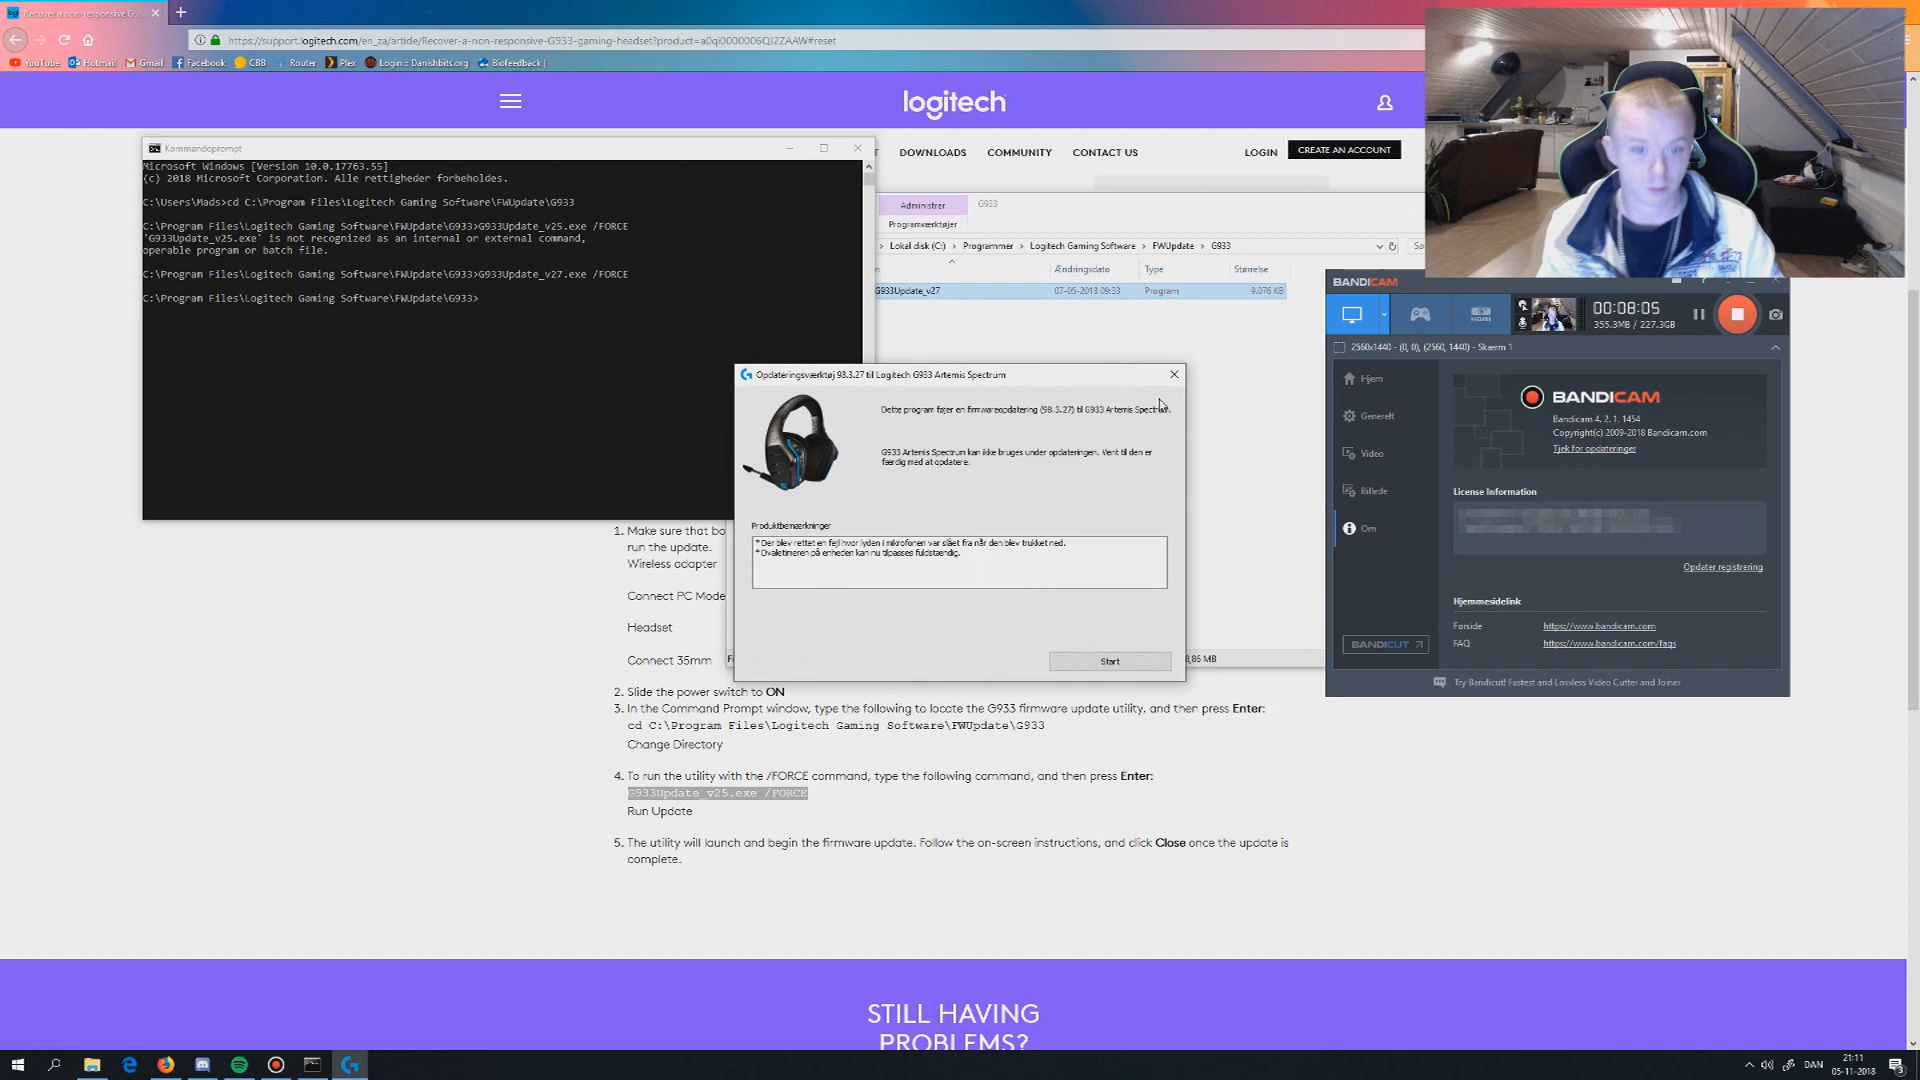 Recover a non-responsive G93
https://support.logitech.com/en_za/article/Recover-a-non-responsive-G933-gaming-headset?product=a0qi0000006QI2ZAAW#reset
YouTube Hotmail Gmail Facebook CBB Router Plex Login :: Danishbits.org Biofeedback |
logitech
DOWNLOADS COMMUNITY CONTACT US LOGIN CREATE AN ACCOUNT
Kommandoprompt
Microsoft Windows [Version 10.0.17763.55]
(c) 2018 Microsoft Corporation. Alle rettigheder forbeholdes.
C:\Users\Mads>cd C:\Program Files\Logitech Gaming Software\FWUpdate\G933
C:\Program Files\Logitech Gaming Software\FWUpdate\G933>G933Update_v25.exe /FORCE
'G933Update_v25.exe' is not recognized as an internal or external command,
operable program or batch file.
C:\Program Files\Logitech Gaming Software\FWUpdate\G933>G933Update_v27.exe /FORCE
C:\Program Files\Logitech Gaming Software\FWUpdate\G933>
Administrer G933
Programværktøjer
Lokal disk (C:) › Programmer › Logitech Gaming Software › FWUpdate › G933
Ændringsdato Type Størrelse
G933Update_v27 07-05-2018 09:33 Program 9.076 KB
8,86 MB
Opdateringsværktøj 98.3.27 til Logitech G933 Artemis Spectrum
Dette program føjer en firmwareopdatering (98.3.27) til G933 Artemis Spectrum.
G933 Artemis Spectrum kan ikke bruges under opdateringen. Vent til den er
færdig med at opdatere.
Produktbemærkninger
* Der blev rettet en fejl hvor lyden i mikrofonen var slået fra når den blev trukket ned.
* Dvaletimeren på enheden kan nu tilpasses fuldstændig.
Start
BANDICAM
HDMI
00:08:05
355.3MB / 227.3GB
2560x1440 - (0, 0), (2560, 1440) - Skærm 1
Hjem
Generelt
Video
Billede
Om
BANDICUT
BANDICAM
Bandicam 4. 2. 1. 1454
Copyright(c) 2009-2018 Bandicam.com
Tjek for opdateringer
License Information
Opdater registrering
Hjemmesidelink
Forside https://www.bandicam.com
FAQ https://www.bandicam.com/faqs
Try Bandicut! Fastest and Lossless Video Cutter and Joiner
1. Make sure that bo
run the update.
Wireless adapter
Connect PC Mode
Headset
Connect 35mm
2. Slide the power switch to ON
3. In the Command Prompt window, type the following to locate the G933 firmware update utility, and then press Enter:
cd C:\Program Files\Logitech Gaming Software\FWUpdate\G933
Change Directory
4. To run the utility with the /FORCE command, type the following command, and then press Enter:
G933Update_v25.exe /FORCE
Run Update
5. The utility will launch and begin the firmware update. Follow the on-screen instructions, and click Close once the update is
complete.
STILL HAVING
PROBLEMS?
DAN
21:11
05-11-2018
3